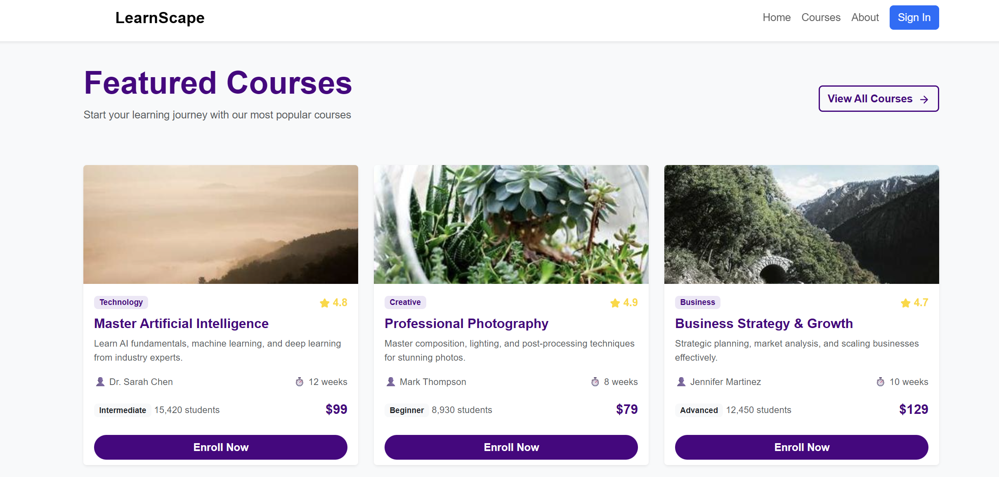 LearnScape
Home Courses About Sign In
Featured Courses
Start your learning journey with our most popular courses
View All Courses →
Technology
4.8
Master Artificial Intelligence
Learn AI fundamentals, machine learning, and deep learning
from industry experts.
Dr. Sarah Chen
12 weeks
Intermediate 15,420 students
$99
Enroll Now
Creative
4.9
Professional Photography
Master composition, lighting, and post-processing techniques
for stunning photos.
Mark Thompson
8 weeks
Beginner 8,930 students
$79
Enroll Now
Business
4.7
Business Strategy & Growth
Strategic planning, market analysis, and scaling businesses
effectively.
Jennifer Martinez
10 weeks
Advanced 12,450 students
$129
Enroll Now